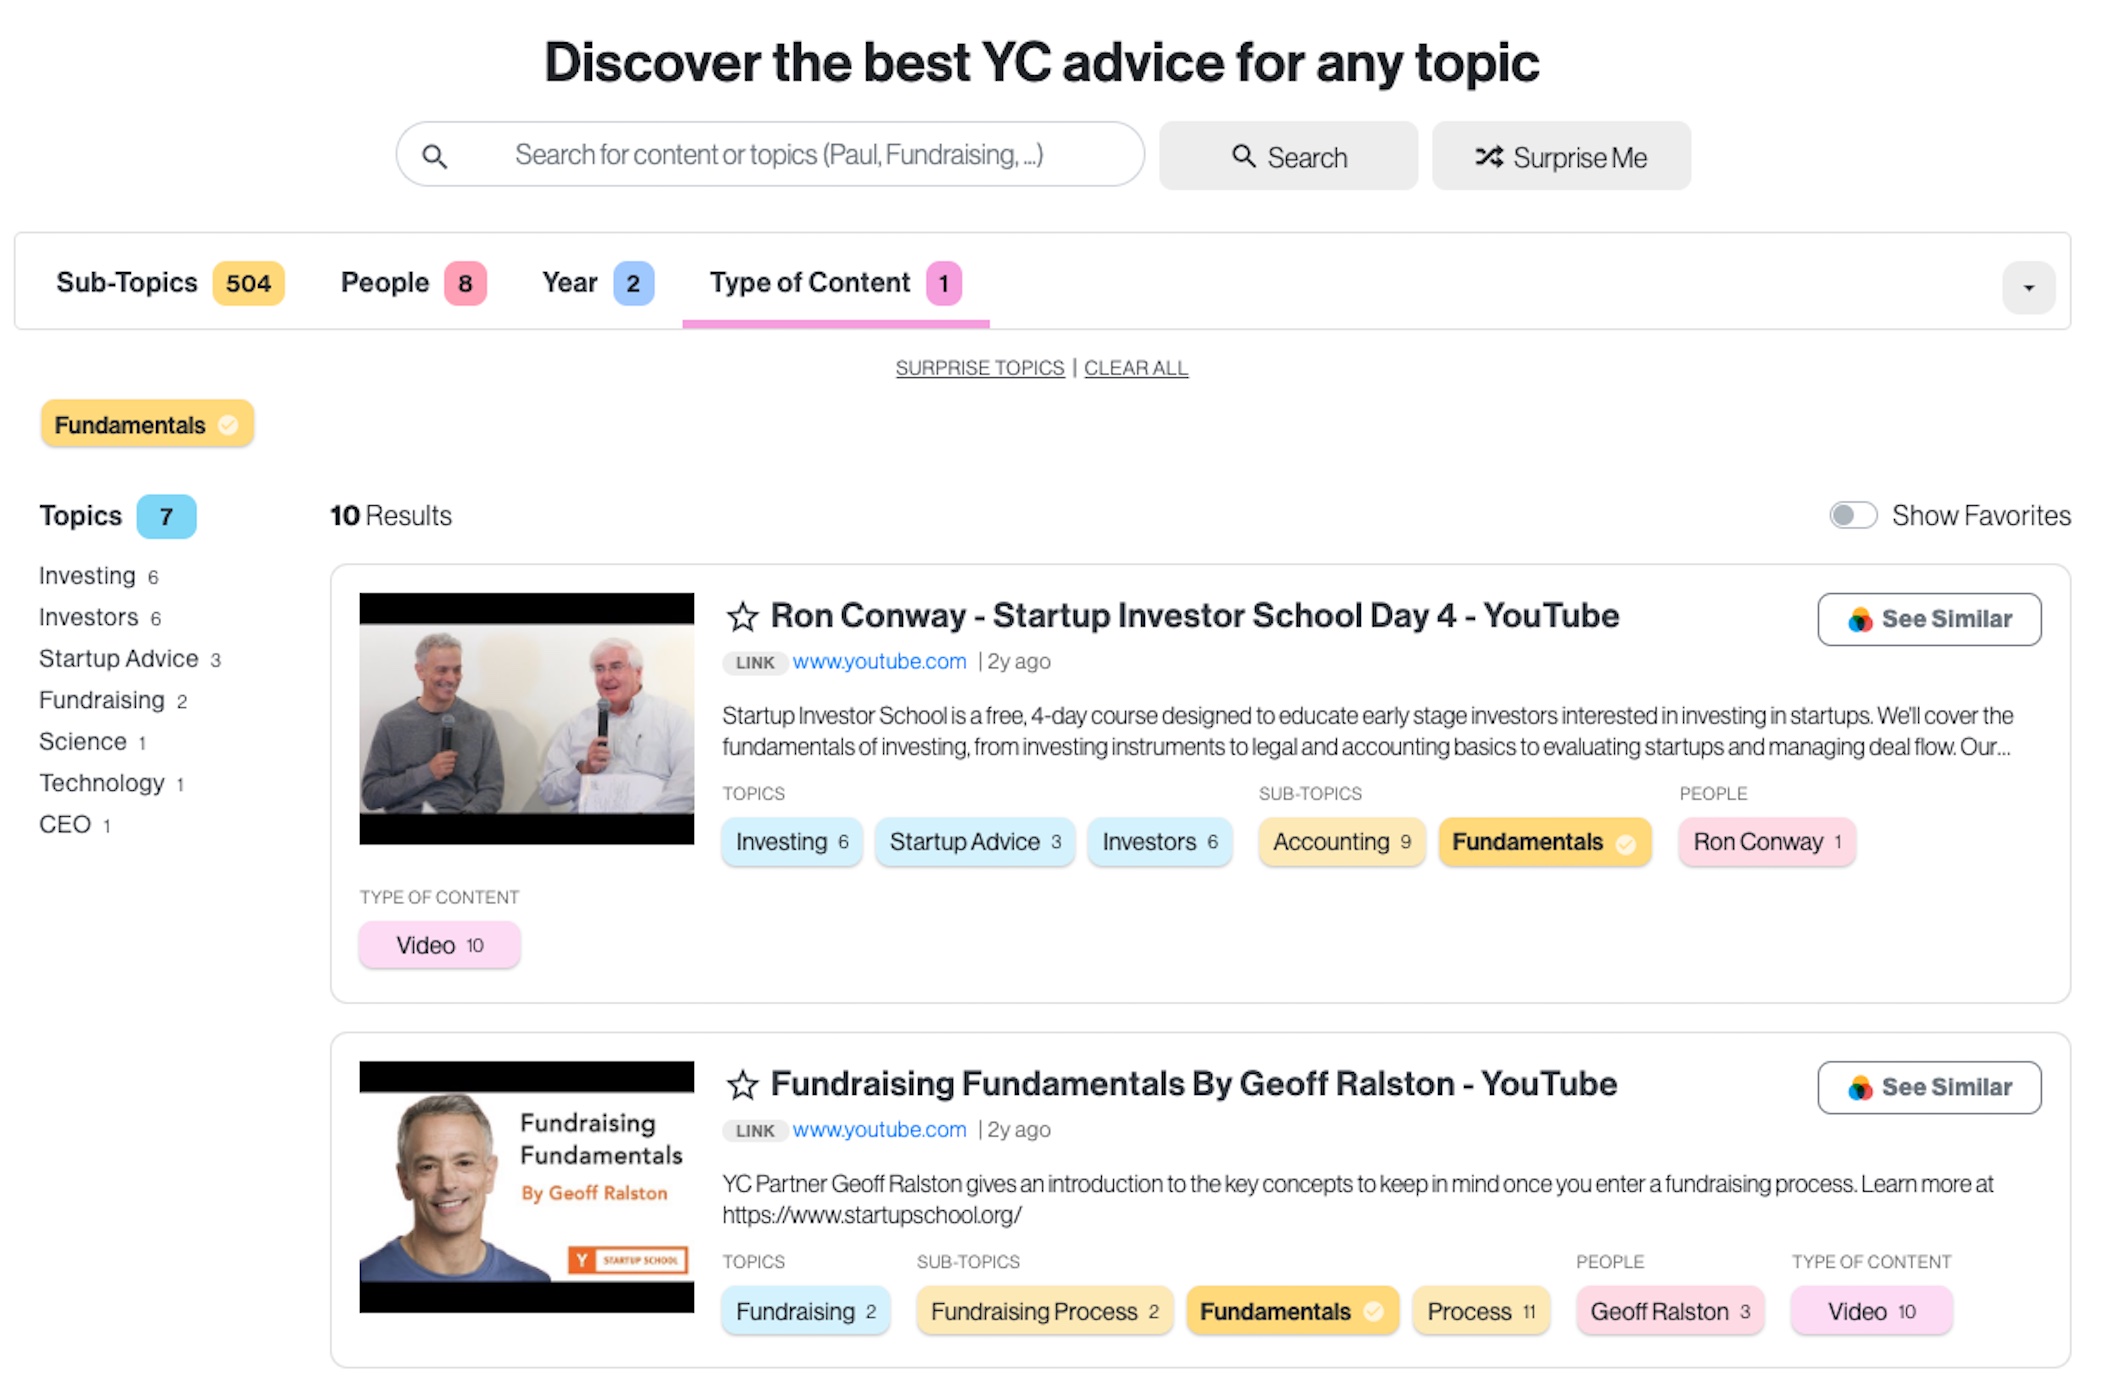 Discover the best YC advice for any topic
Search for content or topics (Paul, Fundraising, ...)
Search
Surprise Me
Sub-Topics 504
People 8
Year 2
Type of Content 1
SURPRISE TOPICS | CLEAR ALL
Fundamentals
Topics 7
Investing 6
Investors 6
Startup Advice 3
Fundraising 2
Science 1
Technology 1
CEO 1
10 Results
Show Favorites
Ron Conway - Startup Investor School Day 4 - YouTube
See Similar
LINK www.youtube.com | 2y ago
Startup Investor School is a free, 4-day course designed to educate early stage investors interested in investing in startups. We'll cover the
fundamentals of investing, from investing instruments to legal and accounting basics to evaluating startups and managing deal flow. Our...
TOPICS
Investing 6
Startup Advice 3
Investors 6
SUB-TOPICS
Accounting 9
Fundamentals
PEOPLE
Ron Conway 1
TYPE OF CONTENT
Video 10
Fundraising
Fundamentals
By Geoff Ralston
Y STARTUP SCHOOL
Fundraising Fundamentals By Geoff Ralston - YouTube
See Similar
LINK www.youtube.com | 2y ago
YC Partner Geoff Ralston gives an introduction to the key concepts to keep in mind once you enter a fundraising process. Learn more at
https://www.startupschool.org/
TOPICS
Fundraising 2
SUB-TOPICS
Fundraising Process 2
Fundamentals
Process 11
PEOPLE
Geoff Ralston 3
TYPE OF CONTENT
Video 10